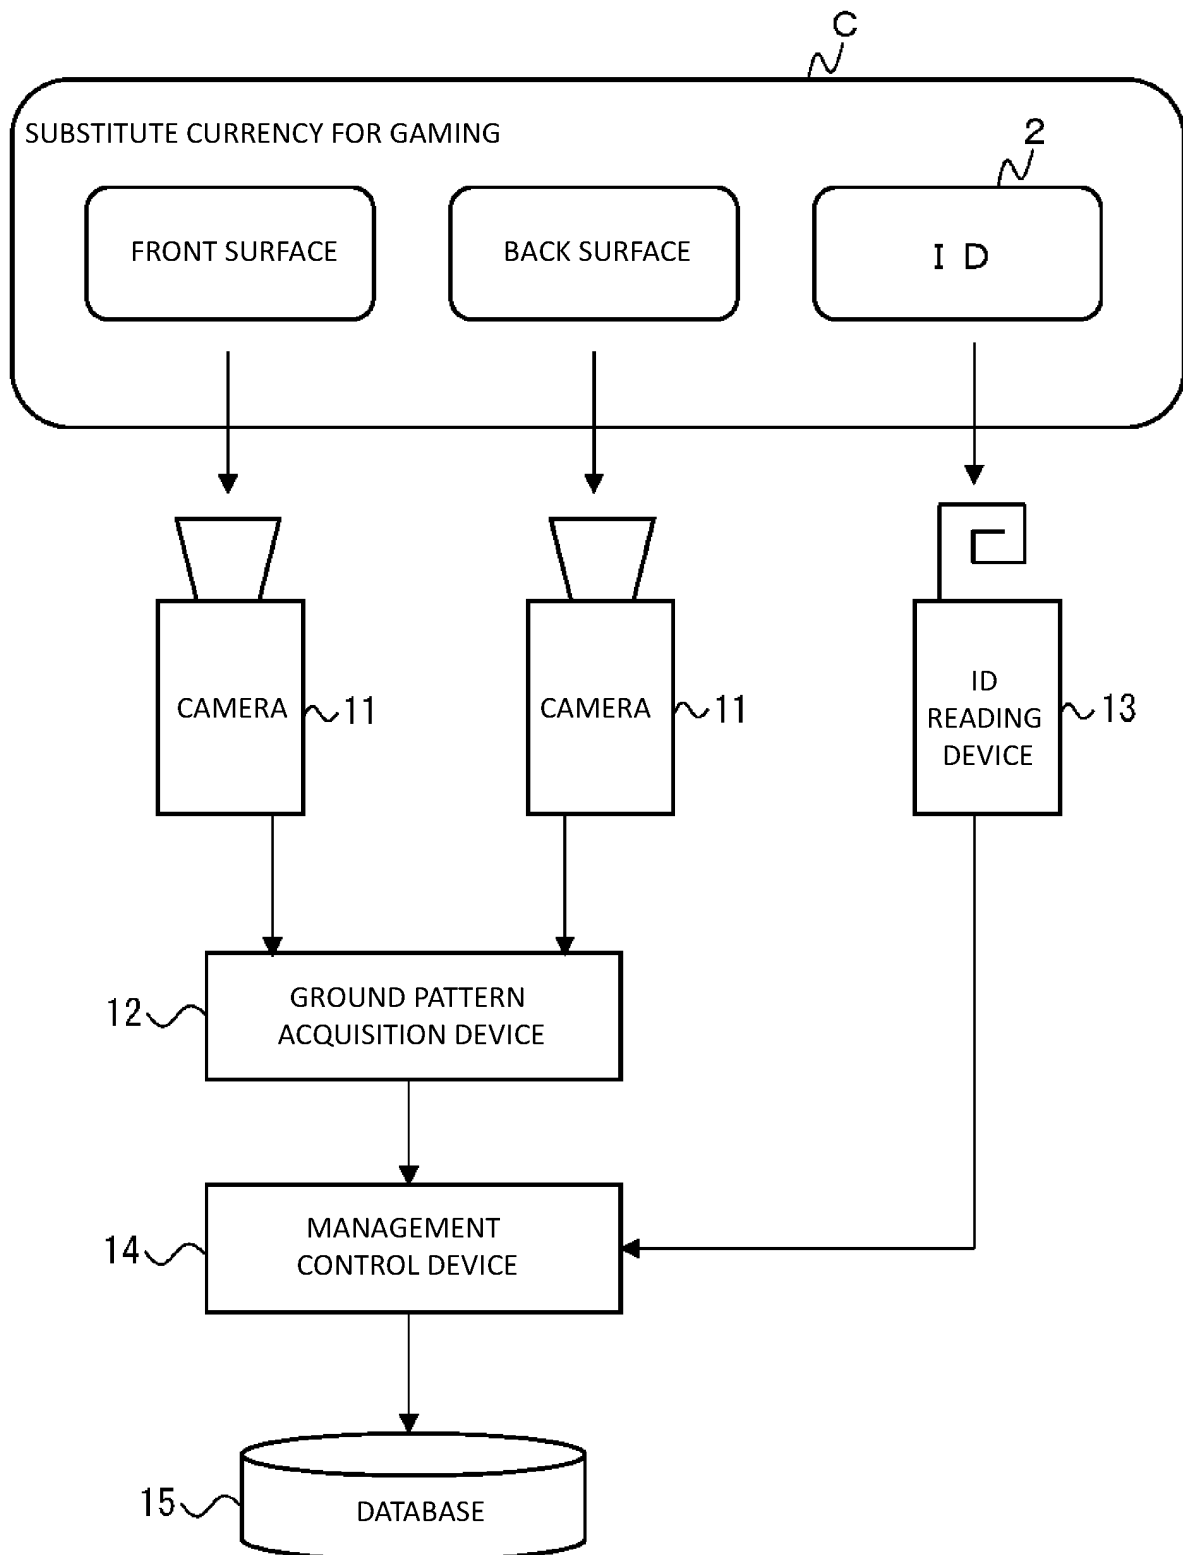 C
SUBSTITUTE CURRENCY FOR GAMING
2
FRONT SURFACE
BACK SURFACE
ID
CAMERA
11
CAMERA
11
ID
READING
DEVICE
13
12
GROUND PATTERN
ACQUISITION DEVICE
14
MANAGEMENT
CONTROL DEVICE
15
DATABASE